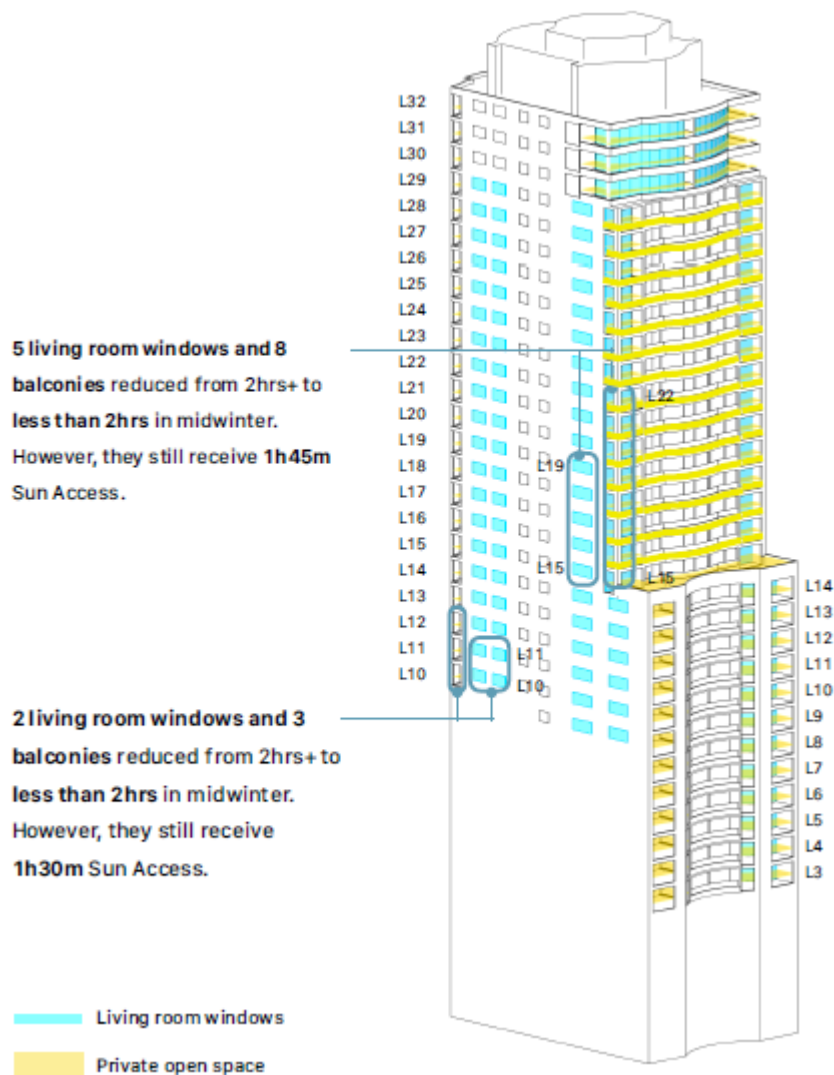 L32
L31
L30
L29
L28
L27
L26
L25
L24
L23
L22
L21
L20
L19
L18
L17
L16
L15
L14
L13
L12
L11
L10
5 living room windows and 8
balconies reduced from 2hrs+ to
less than 2hrs in midwinter.
However, they still receive 1h45m
Sun Access.
L22
L19
L15
L15
L11
L10
L14
L13
L12
L11
L10
L9
L8
L7
L6
L5
L4
L3
2 living room windows and 3
balconies reduced from 2hrs+ to
less than 2hrs in midwinter.
However, they still receive
1h30m Sun Access.
Living room windows
Private open space